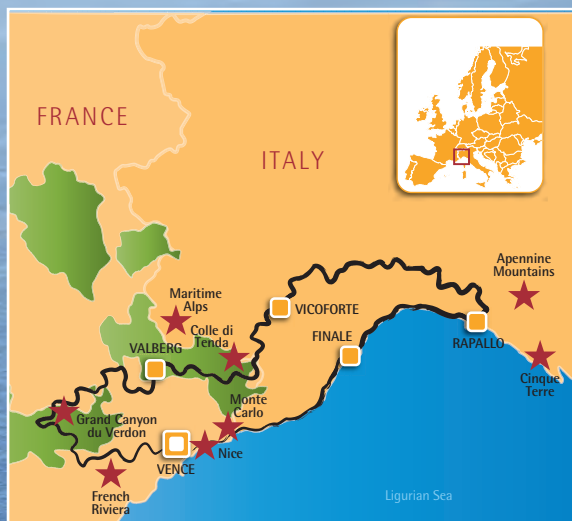 FRANCE
ITALY
Apennine
Mountains
Maritime
Alps
VICOFORTE
Colle di
Tenda
FINALE
RAPALLO
VALBERG
Cinque
Terre
Monte
Carlo
Grand Canyon
du Verdon
Nice
VENCE
French
Riviera
Ligurian Sea